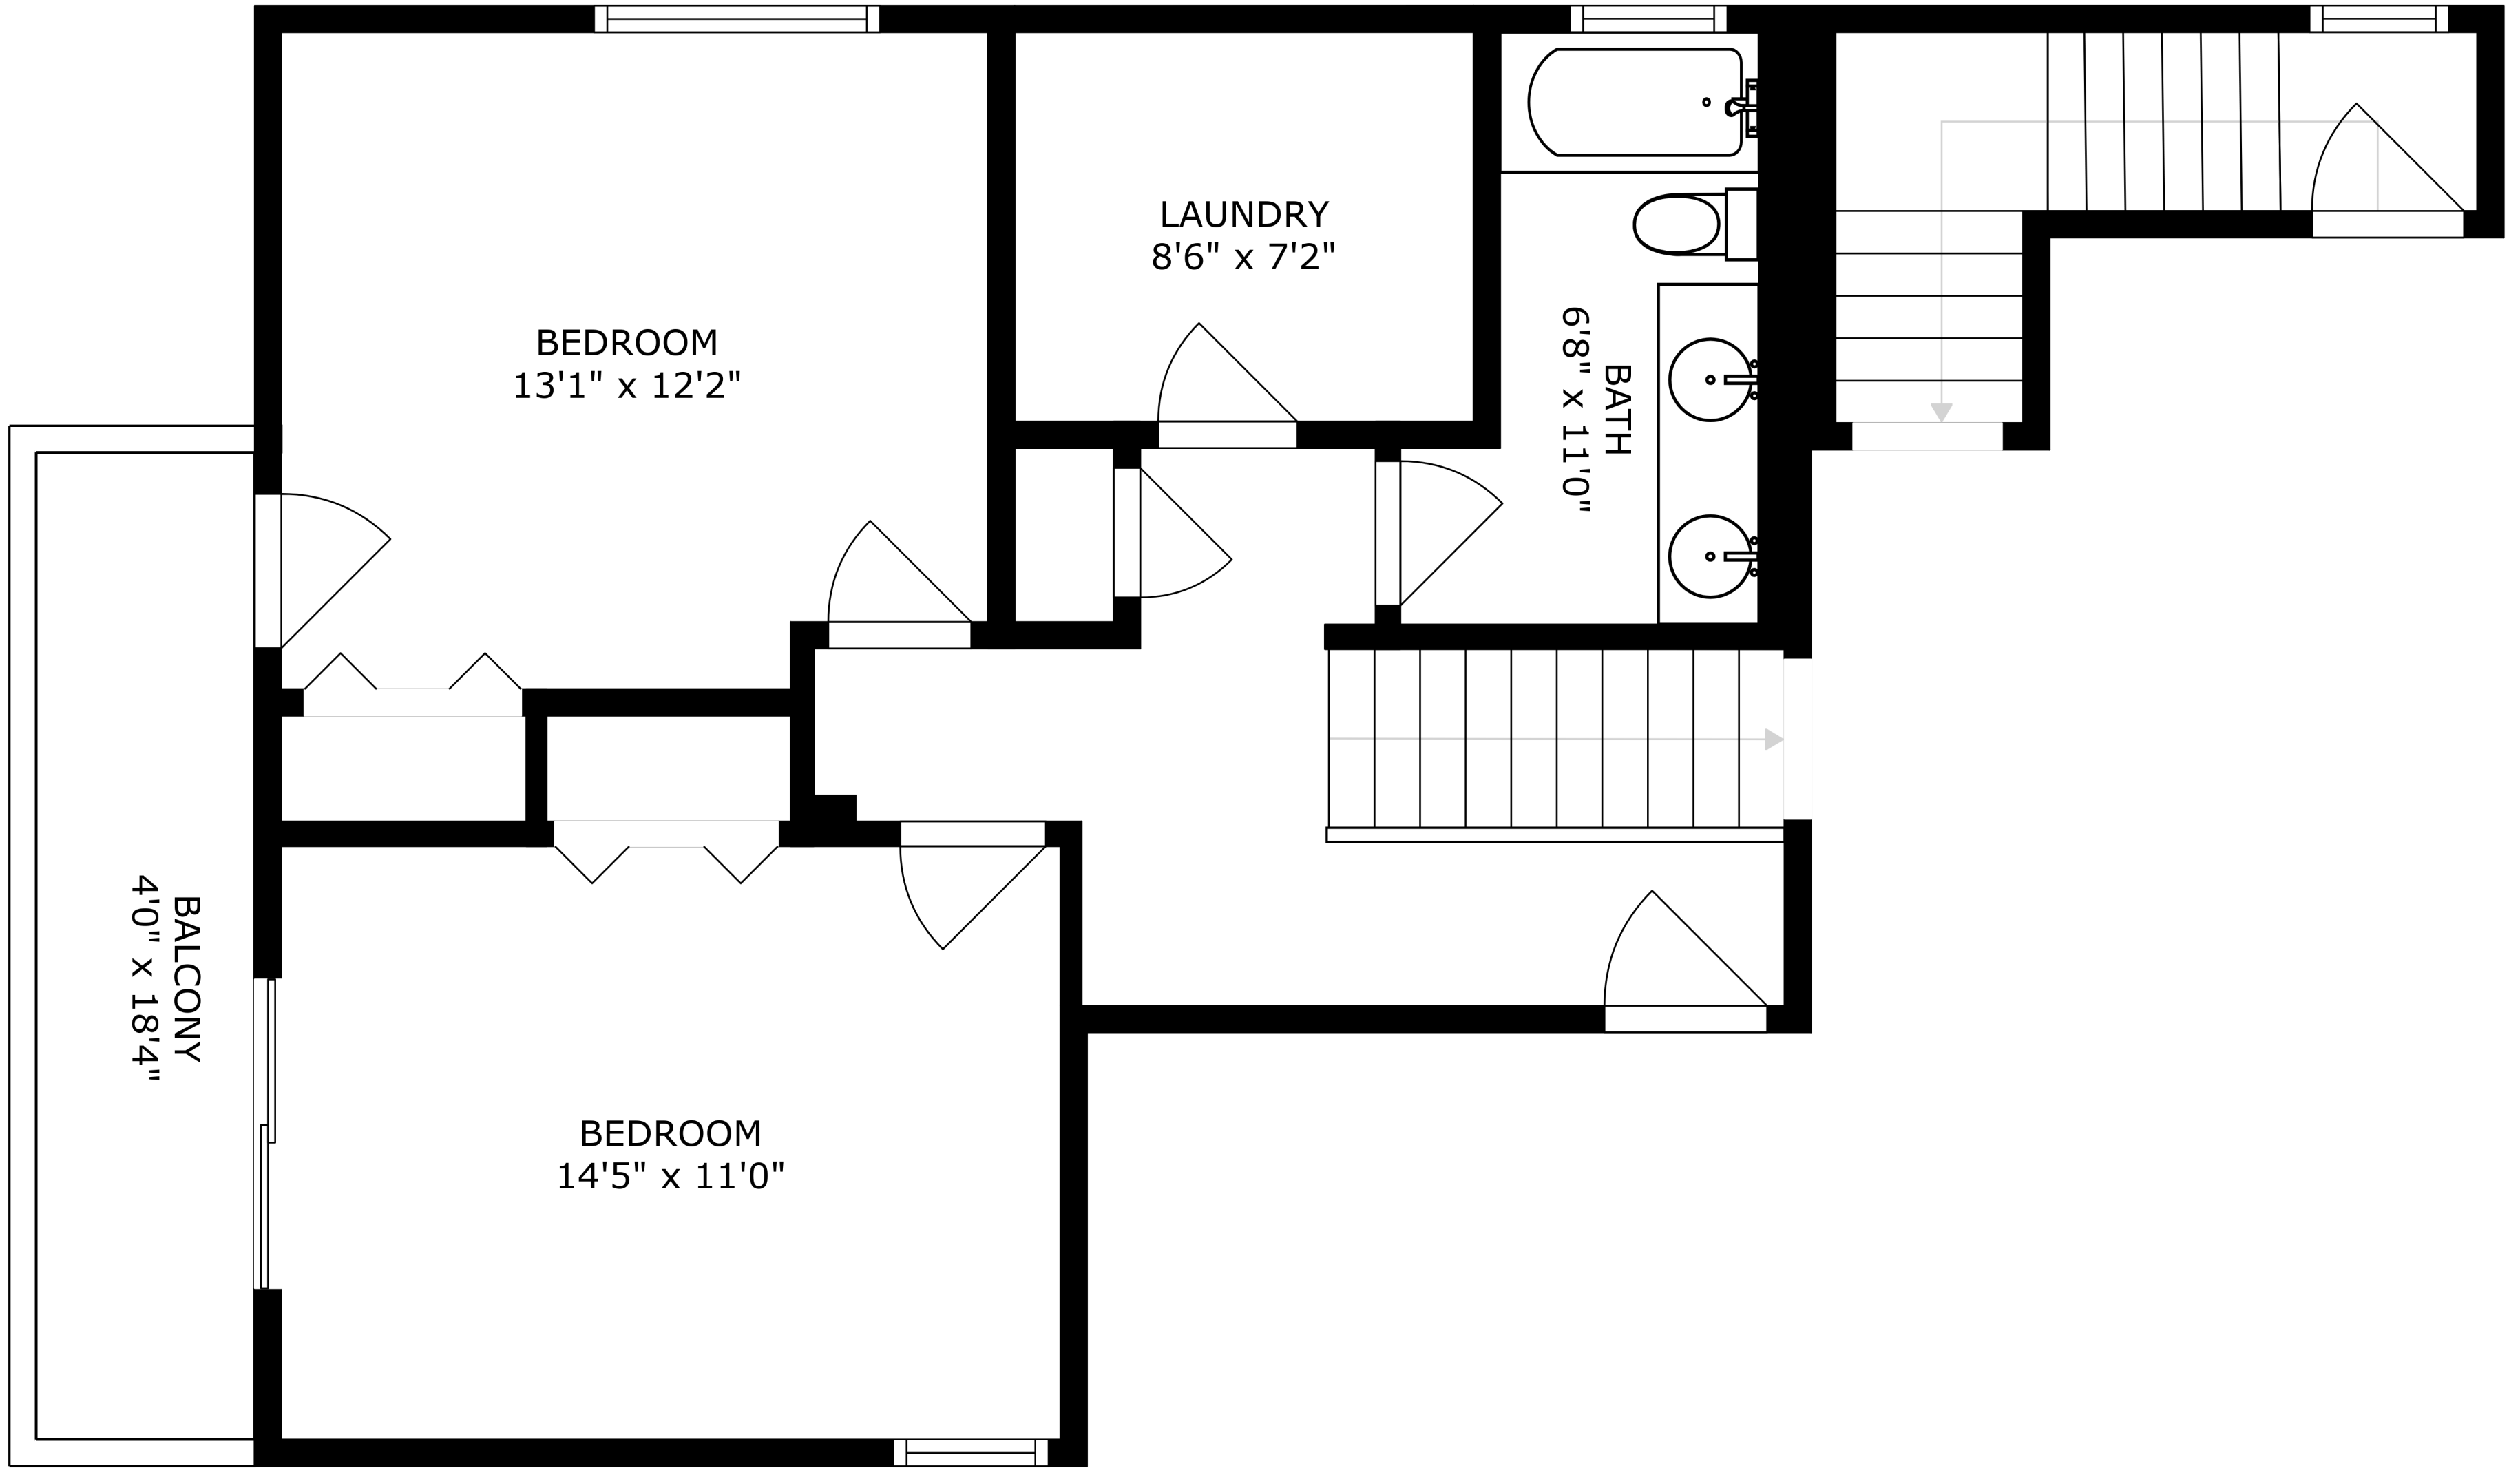 LAUNDRY
8'6" x 7'2"
BEDROOM
13'1" x 12'2"
BATH
6'8" x 11'0"
BALCONY
4'0" x 18'4"
BEDROOM
14'5" x 11'0"